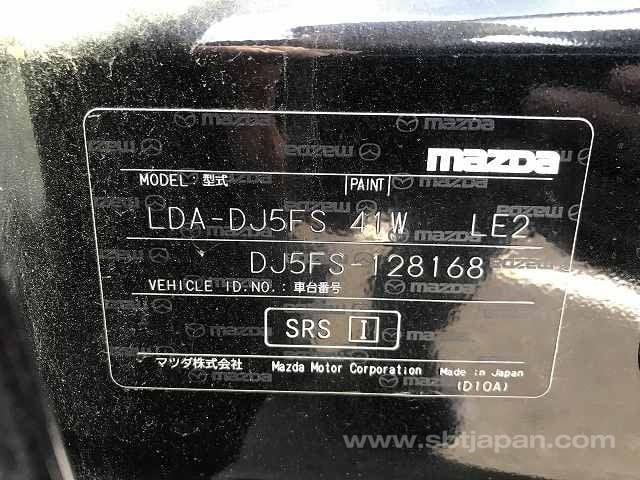 mazda
MODEL: 型式 PAINT
LDA-DJ5FS 41W LE2
DJ5FS-128168
VEHICLE ID.NO.: 車台番号
SRS I
マツダ株式会社 Mazda Motor Corporation Made in Japan
(D10A)
www.sbtjapan.com